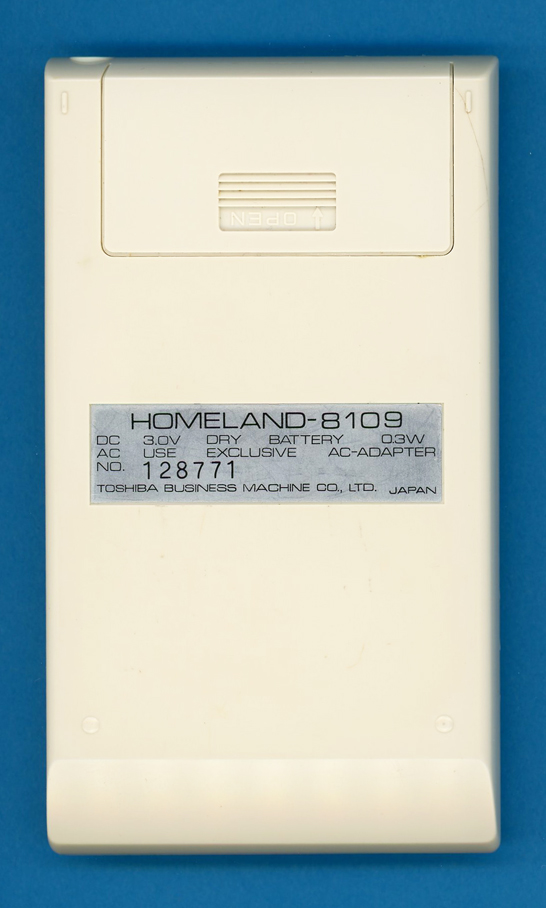 OPEN ↑
HOMELAND-8109
DC 3.0V DRY BATTERY 0.3W
AC USE EXCLUSIVE AC-ADAPTER
NO. 128771
TOSHIBA BUSINESS MACHINE CO., LTD. JAPAN